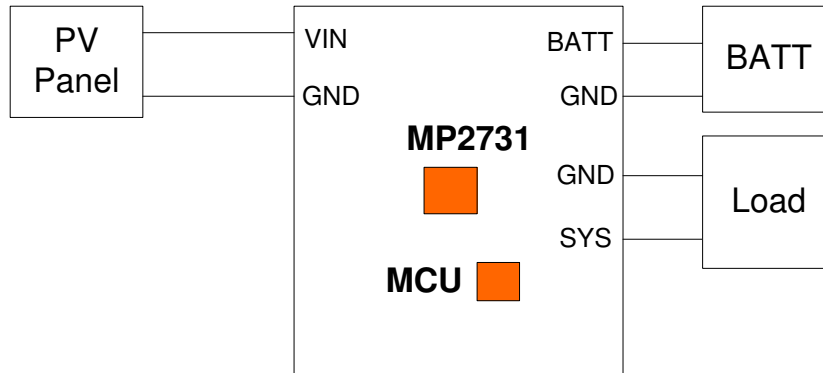 PV
Panel
VIN
GND
MP2731
MCU
BATT
GND
GND
SYS
BATT
Load